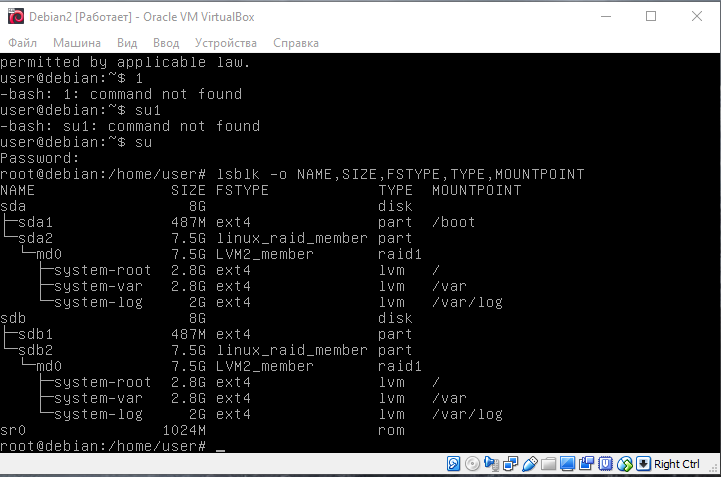 Debian2 [Работает] - Oracle VM VirtualBox
Файл Машина Вид Ввод Устройства Справка
permitted by applicable law.
user@debian:~$ 1
-bash: 1: command not found
user@debian:~$ su1
-bash: su1: command not found
user@debian:~$ su
Password:
root@debian:/home/user# lsblk -o NAME,SIZE,FSTYPE,TYPE,MOUNTPOINT
NAME SIZE FSTYPE TYPE MOUNTPOINT
sda 8G disk
├─sda1 487M ext4 part /boot
└─sda2 7.5G linux_raid_member part
└─md0 7.5G LVM2_member raid1
├─system-root 2.8G ext4 lvm /
├─system-var 2.8G ext4 lvm /var
└─system-log 2G ext4 lvm /var/log
sdb 8G disk
├─sdb1 487M ext4 part
└─sdb2 7.5G linux_raid_member part
└─md0 7.5G LVM2_member raid1
├─system-root 2.8G ext4 lvm /
├─system-var 2.8G ext4 lvm /var
└─system-log 2G ext4 lvm /var/log
sr0 1024M rom
root@debian:/home/user# _
Right Ctrl